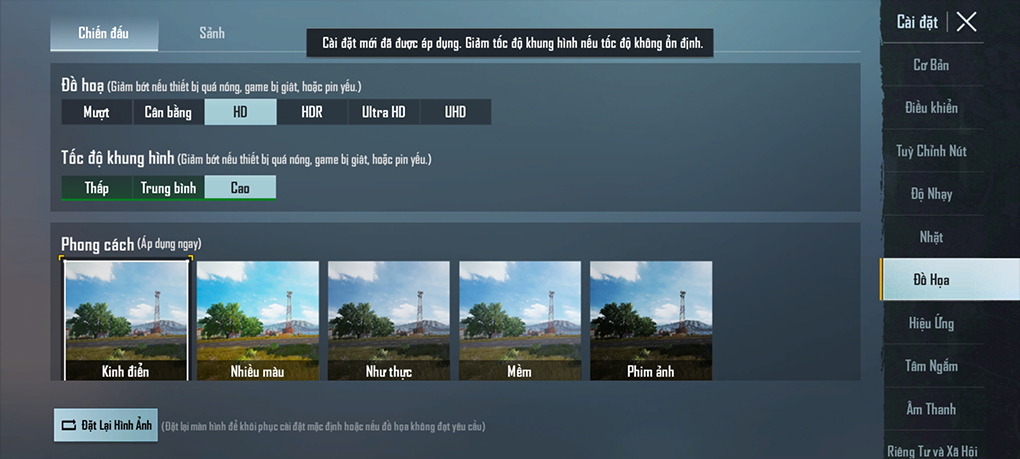 Chiến đấu
Sảnh
Cài đặt mới đã được áp dụng. Giảm tốc độ khung hình nếu tốc độ không ổn định.
Cài đặt
Đồ hoạ (Giảm bớt nếu thiết bị quá nóng, game bị giật, hoặc pin yếu.)
Mượt
Cân bằng
HD
HDR
Ultra HD
UHD
Tốc độ khung hình (Giảm bớt nếu thiết bị quá nóng, game bị giât, hoặc pin yếu.)
Thấp
Trung bình
Cao
Phong cách (Áp dụng ngay)
Kinh điển
Nhiều màu
Như thực
Mềm
Phim ảnh
Đặt Lại Hình Ảnh
(Đặt lại màn hình để khôi phục cài đặt mặc định hoặc nếu đồ hoạ không đạt yêu cầu)
Cơ Bản
Điều khiển
Tuỳ Chỉnh Nút
Độ Nhạy
Nhặt
Đồ Họa
Hiệu Ứng
Tâm Ngắm
Âm Thanh
Riêng Tư và Xã Hội